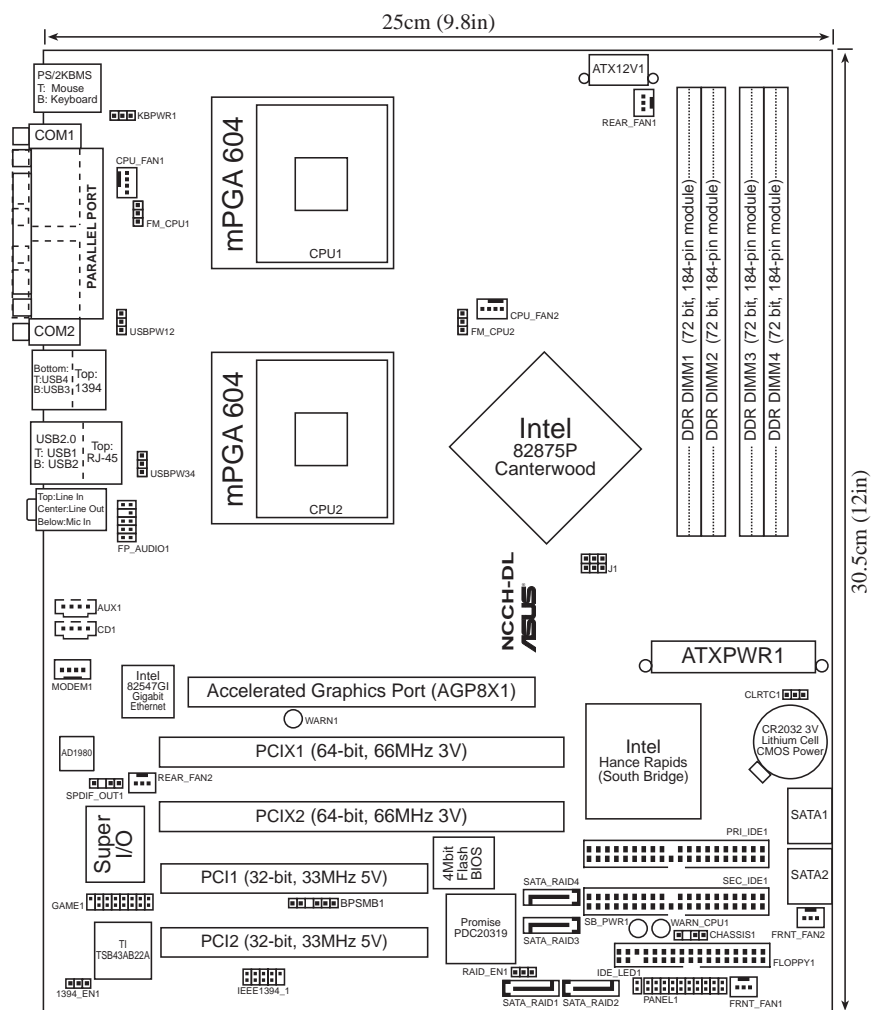 25cm (9.8in)
PS/2KBMS
T: Mouse
B: Keyboard
KBPWR1
COM1
CPU_FAN1
PARALLEL PORT
FM_CPU1
COM2
USBPW12
mPGA 604
CPU1
ATX12V1
REAR_FAN1
DDR DIMM1 (72 bit, 184-pin module)
DDR DIMM2 (72 bit, 184-pin module)
DDR DIMM3 (72 bit, 184-pin module)
DDR DIMM4 (72 bit, 184-pin module)
30.5cm (12in)
CPU_FAN2
FM_CPU2
Bottom:
T:USB4
B:USB3
Top:
1394
USB2.0
T: USB1
B: USB2
Top:
RJ-45
USBPW34
Top:Line In
Center:Line Out
Below:Mic In
FP_AUDIO1
mPGA 604
CPU2
Intel
82875P
Canterwood
J1
NCCH-DL
ASUS
®
AUX1
CD1
MODEM1
Intel
82547GI
Gigabit
Ethernet
Accelerated Graphics Port (AGP8X1)
WARN1
ATXPWR1
CLRTC1
CR2032 3V
Lithium Cell
CMOS Power
AD1980
PCIX1 (64-bit, 66MHz 3V)
Intel
Hance Rapids
(South Bridge)
SPDIF_OUT1
REAR_FAN2
Super
I/O
PCIX2 (64-bit, 66MHz 3V)
SATA1
PRI_IDE1
4Mbit
Flash
BIOS
SATA2
PCI1 (32-bit, 33MHz 5V)
SATA_RAID4
SEC_IDE1
GAME1
BPSMB1
Promise
PDC20319
SB_PWR1
WARN_CPU1
CHASSIS1
FRNT_FAN2
TI
TSB43AB22A
PCI2 (32-bit, 33MHz 5V)
SATA_RAID3
FLOPPY1
RAID_EN1
IDE_LED1
1394_EN1
IEEE1394_1
SATA_RAID1
SATA_RAID2
PANEL1
FRNT_FAN1